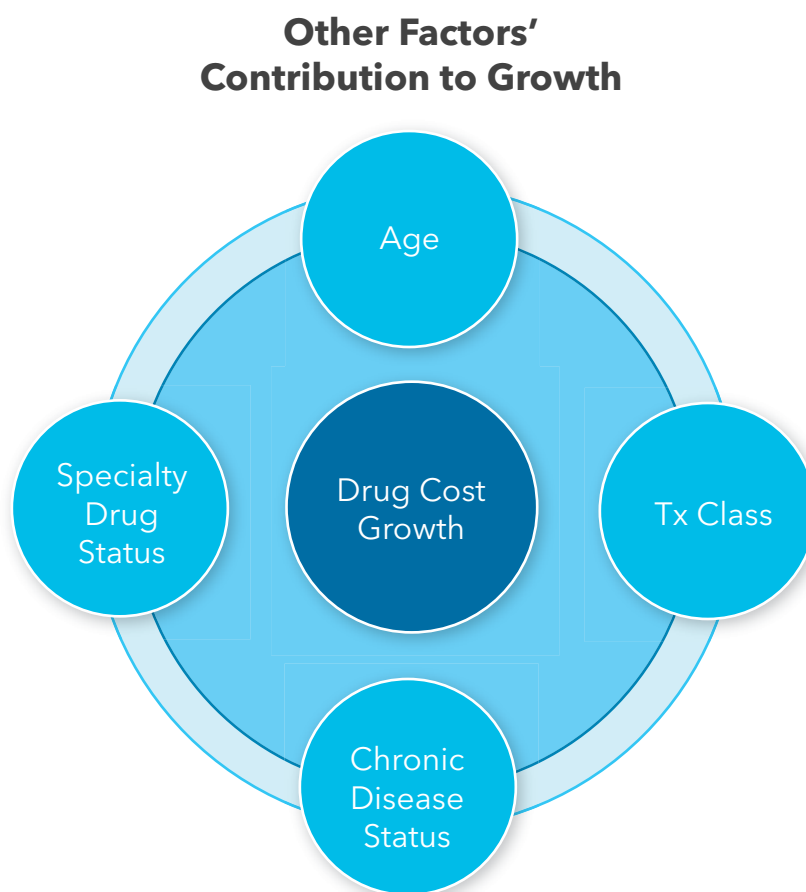 Other Factors’
Contribution to Growth
Age
Specialty
Drug
Status
Drug Cost
Growth
Tx Class
Chronic
Disease
Status